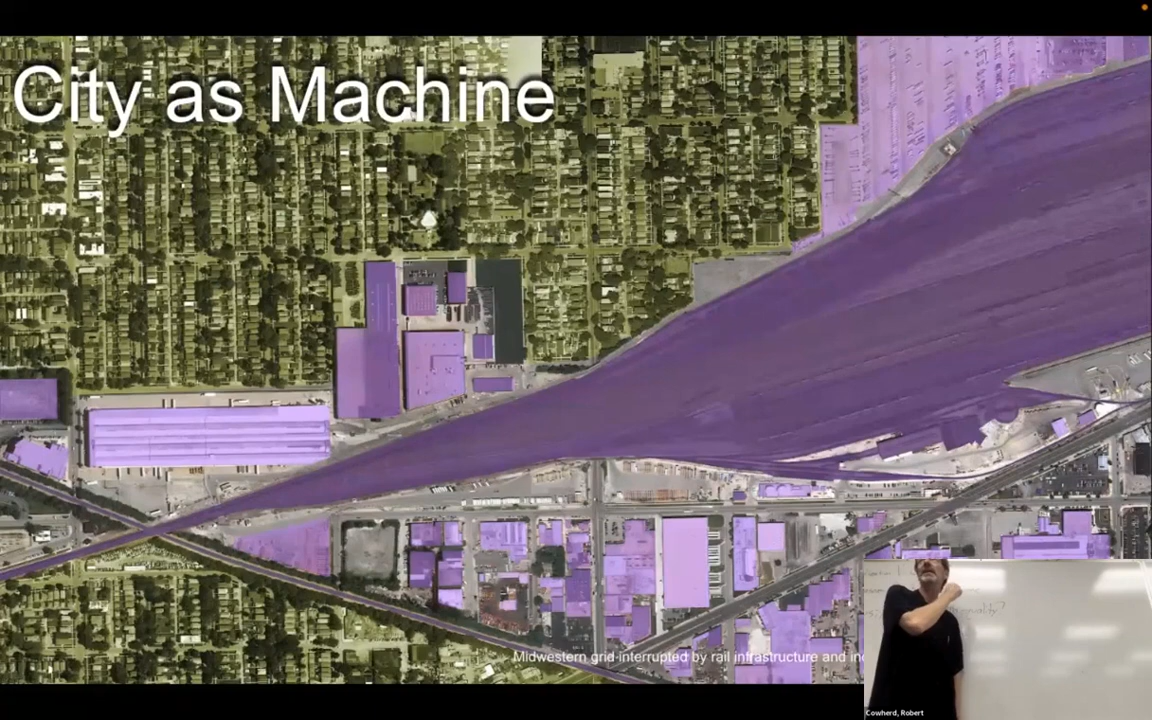 City as Machine
Midwestern grid interrupted by rail infrastructure and in
Cowherd, Robert